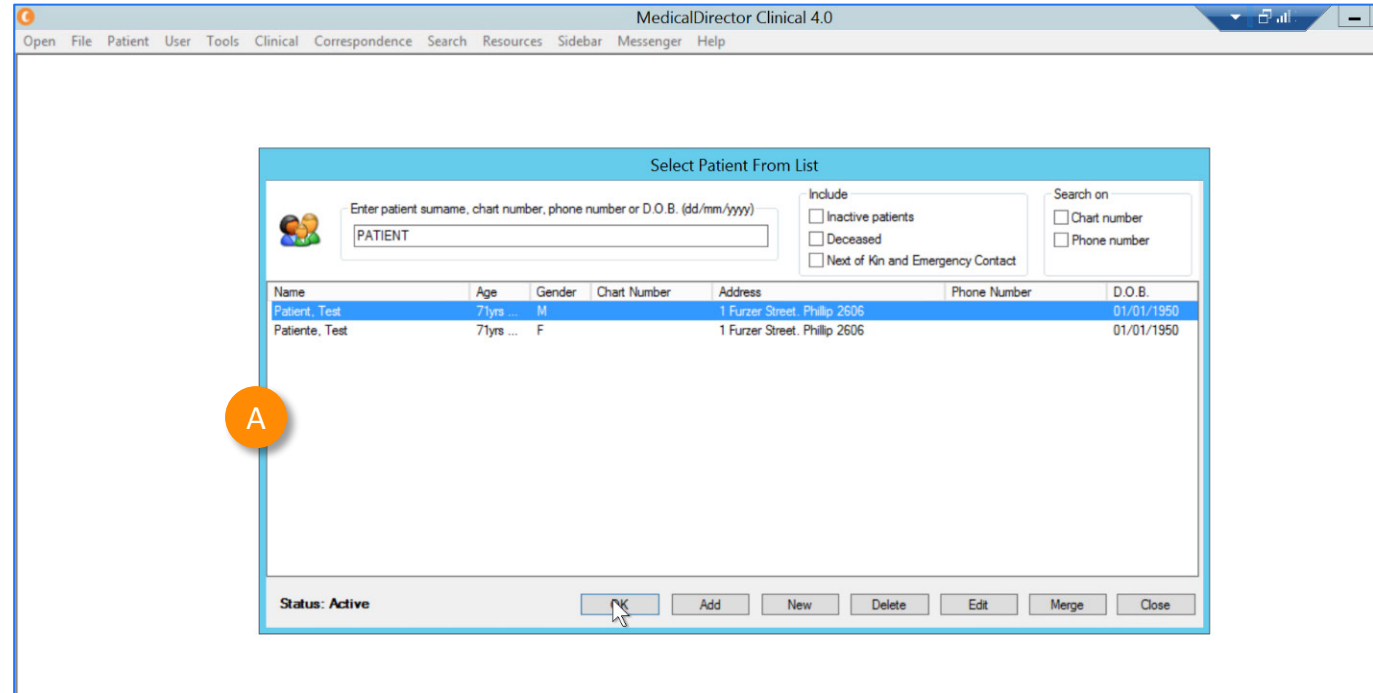 MedicalDirector Clinical 4.0
Open File Patient User Tools Clinical Correspondence Search Resources Sidebar Messenger Help
Select Patient From List
Enter patient surname, chart number, phone number or D.O.B. (dd/mm/yyyy)
PATIENT
Include
Inactive patients
Deceased
Next of Kin and Emergency Contact
Search on
Chart number
Phone number
Name Age Gender Chart Number Address Phone Number D.O.B.
Patient, Test 71yrs ... M 1 Furzer Street. Phillip 2606 01/01/1950
Patiente, Test 71yrs ... F 1 Furzer Street. Phillip 2606 01/01/1950
A
Status: Active
OK Add New Delete Edit Merge Close